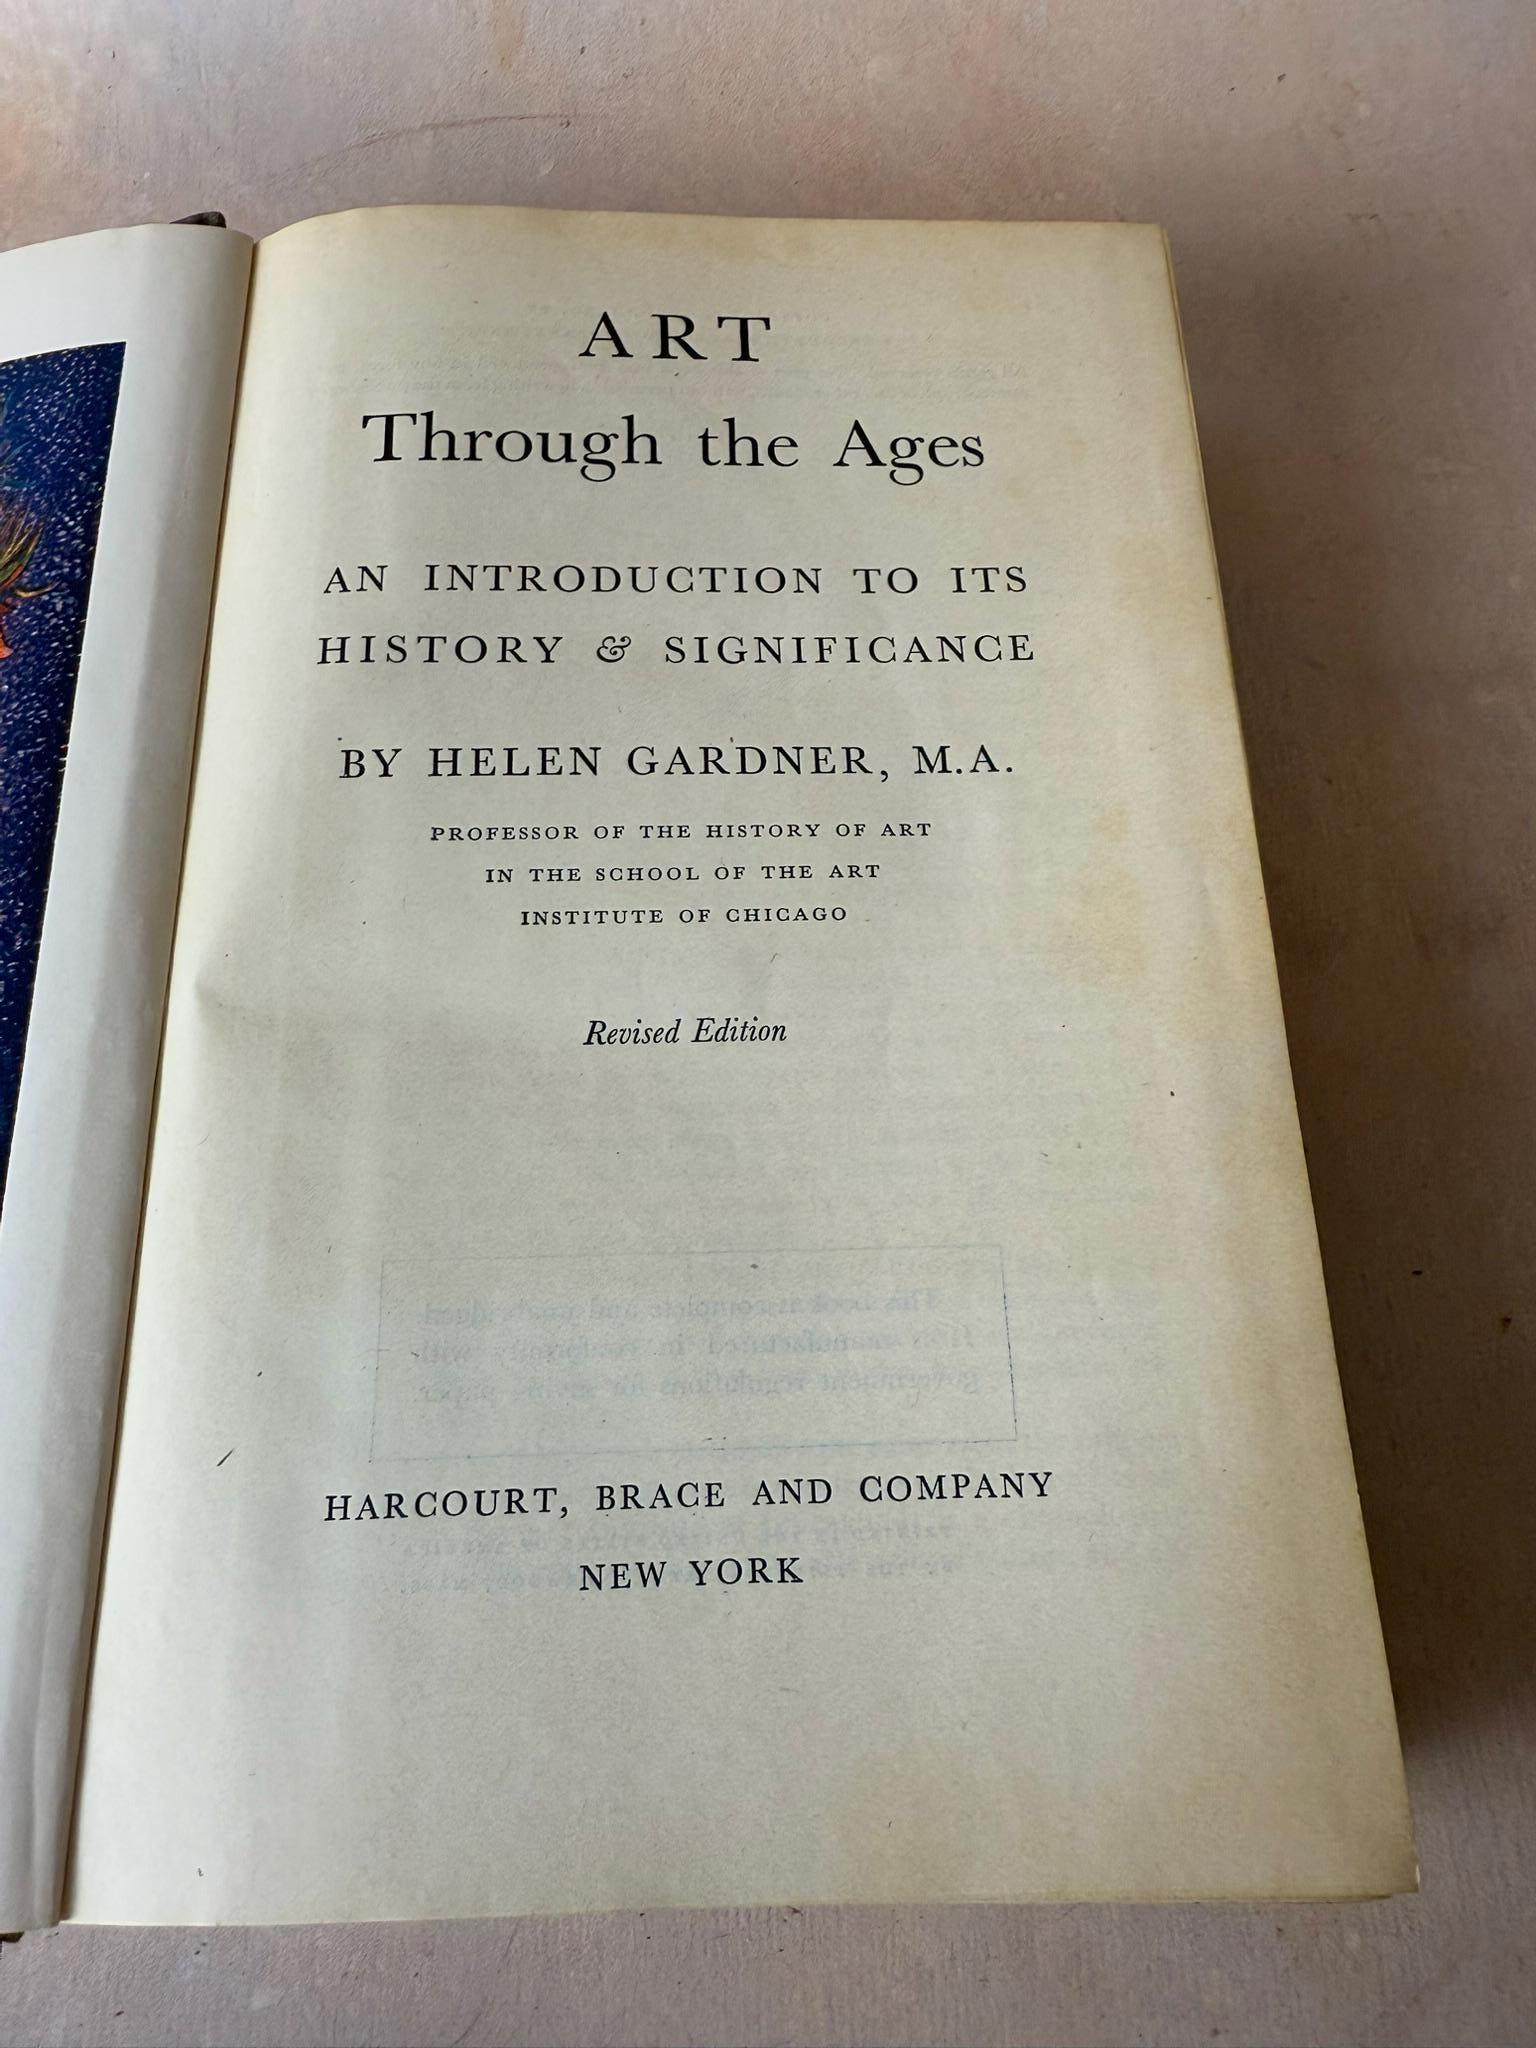 ART
Through the Ages
AN INTRODUCTION TO ITS
HISTORY & SIGNIFICANCE
BY HELEN GARDNER, M.A.
PROFESSOR OF THE HISTORY OF ART
IN THE SCHOOL OF THE ART
INSTITUTE OF CHICAGO
Revised Edition
HARCOURT, BRACE AND COMPANY
NEW YORK